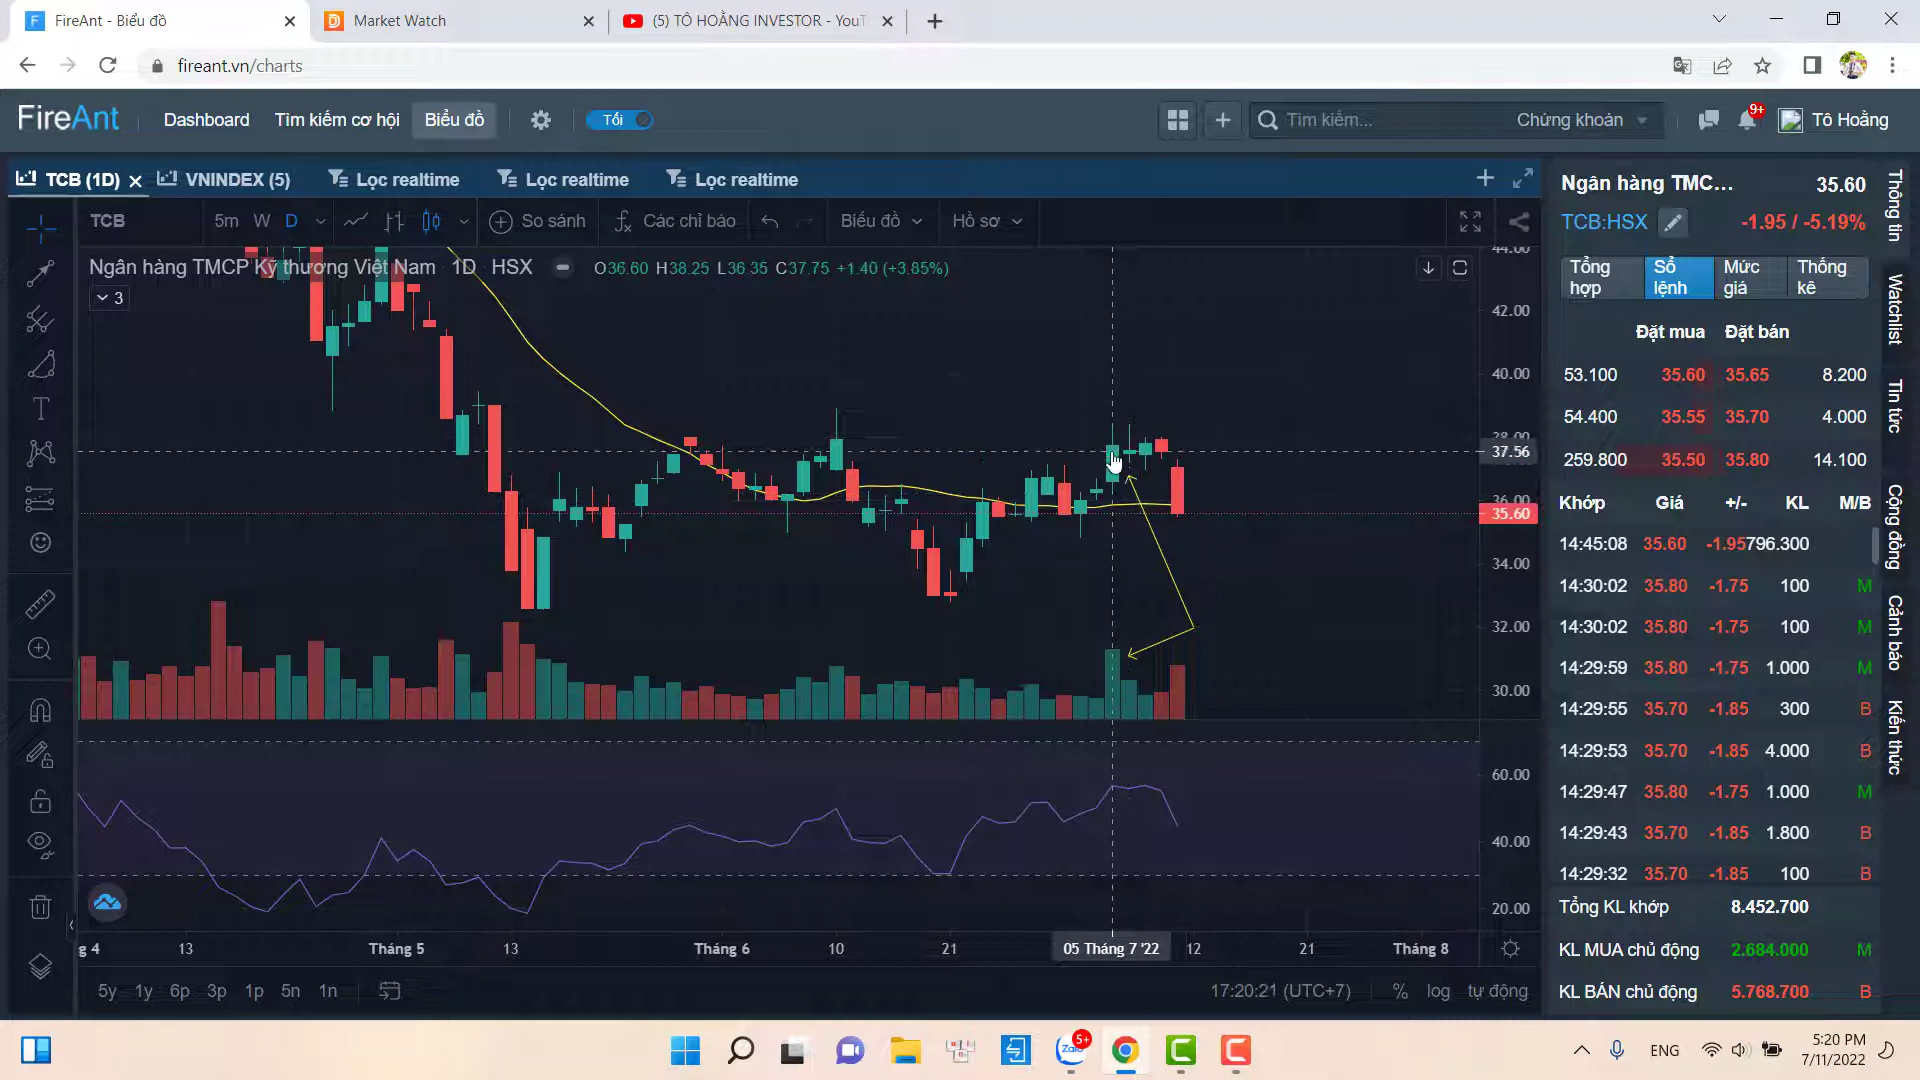 FireAnt - Biểu đồ
Market Watch
(5) TÔ HOẰNG INVESTOR - YouT
fireant.vn/charts
FireAnt
Dashboard
Tìm kiếm cơ hội
Biểu đồ
Tối
Tìm kiếm...
Chứng khoán
9+
Tô Hoằng
TCB (1D)
VNINDEX (5)
Lọc realtime
Lọc realtime
Lọc realtime
TCB
5m
W
D
So sánh
Các chỉ báo
Biểu đồ
Hồ sơ
Ngân hàng TMCP Kỹ thương Việt Nam 1D HSX
O36.60 H38.25 L36.35 C37.75 +1.40 (+3.85%)
3
44.00
42.00
40.00
38.00
37.56
36.00
35.60
34.00
32.00
30.00
60.00
40.00
20.00
g 4
13
Tháng 5
13
Tháng 6
10
21
05 Tháng 7 '22
12
21
Tháng 8
5y 1y 6p 3p 1p 5n 1n
17:20:21 (UTC+7)
%
log
tự động
Ngân hàng TMC...
35.60
TCB:HSX
-1.95 / -5.19%
Tổng hợp
Sổ lệnh
Mức giá
Thống kê
Đặt mua Đặt bán
53.100 35.60 35.65 8.200
54.400 35.55 35.70 4.000
259.800 35.50 35.80 14.100
Khớp Giá +/- KL M/B
14:45:08 35.60 -1.95 796.300
14:30:02 35.80 -1.75 100 M
14:30:02 35.80 -1.75 100 M
14:29:59 35.80 -1.75 1.000 M
14:29:55 35.70 -1.85 300 B
14:29:53 35.70 -1.85 4.000 B
14:29:47 35.80 -1.75 1.000 M
14:29:43 35.70 -1.85 1.800 B
14:29:32 35.70 -1.85 100 B
Tổng KL khớp 8.452.700
KL MUA chủ động 2.684.000 M
KL BÁN chủ động 5.768.700 B
Thông tin
Watchlist
Tin tức
Cộng đồng
Cảnh báo
Kiến thức
Zalo
5+
ENG
5:20 PM
7/11/2022